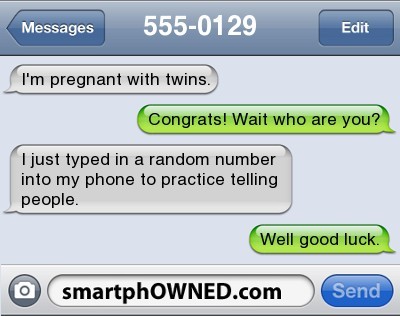 Messages 555-0129 Edit
I'm pregnant with twins.
Congrats! Wait who are you?
I just typed in a random number
into my phone to practice telling
people.
Well good luck.
smartphOWNED.com Send